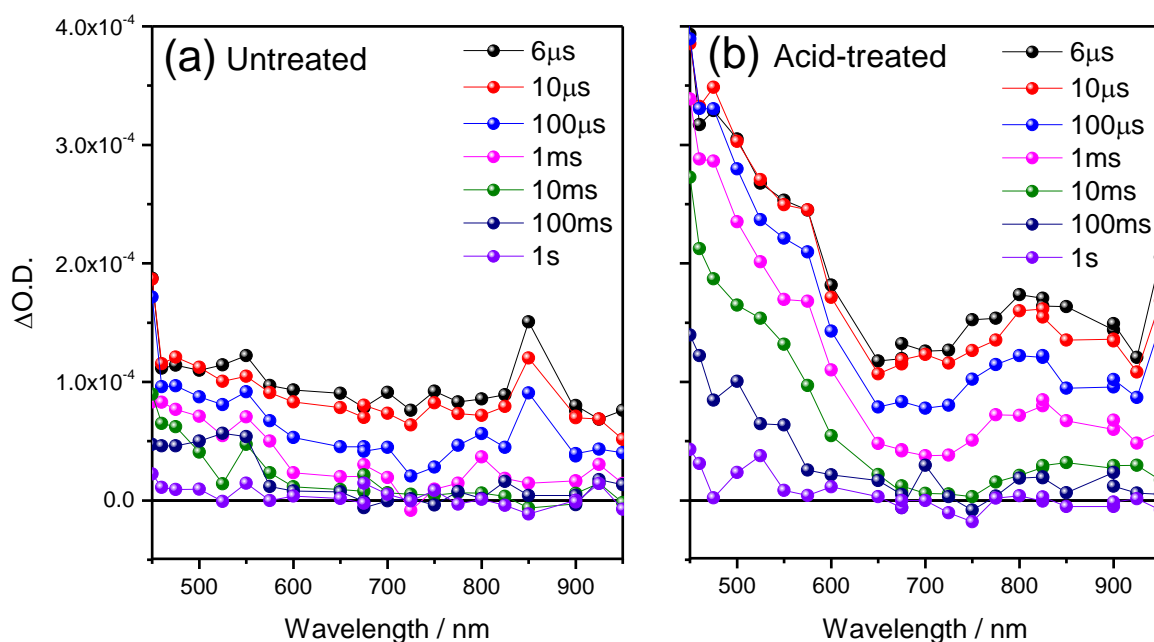 (a) Untreated
6μs
10μs
100μs
1ms
10ms
100ms
1s
4.0x10⁻⁴
3.0x10⁻⁴
2.0x10⁻⁴
1.0x10⁻⁴
0.0
ΔO.D.
500 600 700 800 900
Wavelength / nm
(b) Acid-treated
6μs
10μs
100μs
1ms
10ms
100ms
1s
500 600 700 800 900
Wavelength / nm